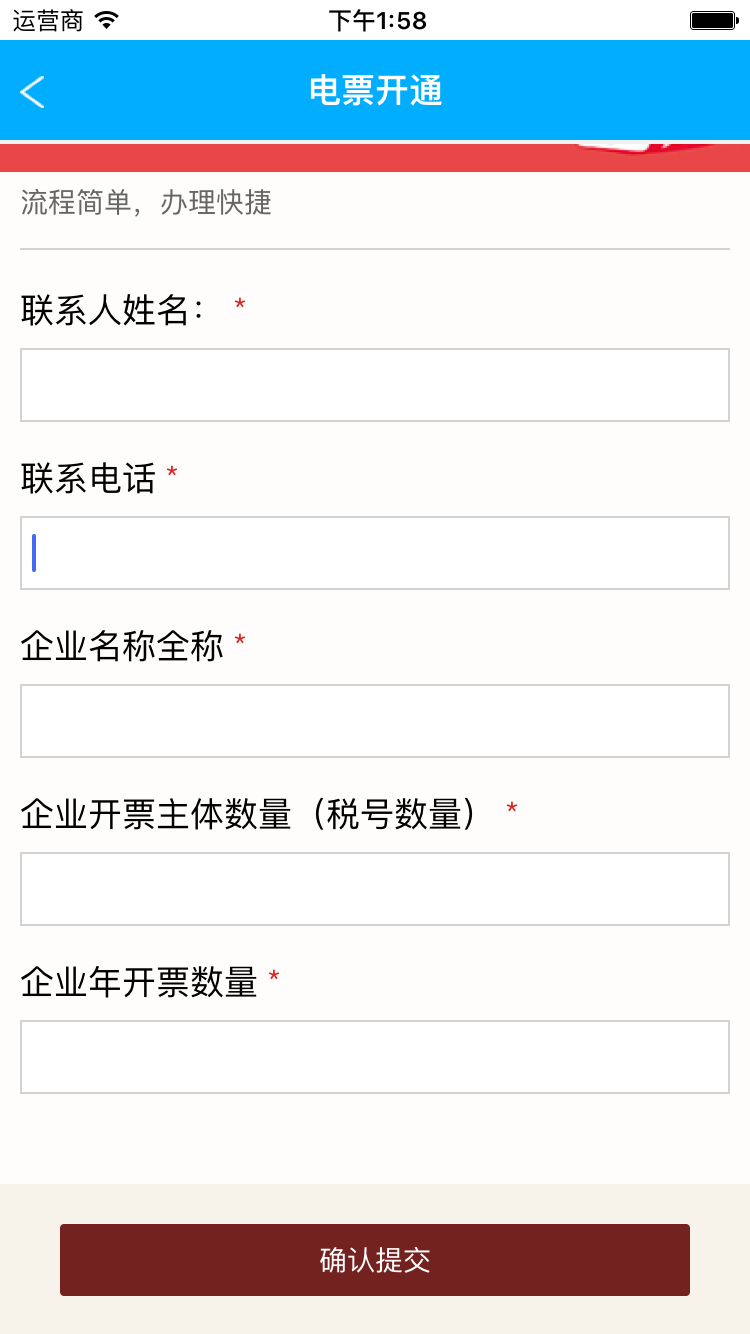 运营商 下午1:58
电票开通
流程简单，办理快捷
联系人姓名： *
联系电话 *
企业名称全称 *
企业开票主体数量（税号数量） *
企业年开票数量 *
确认提交